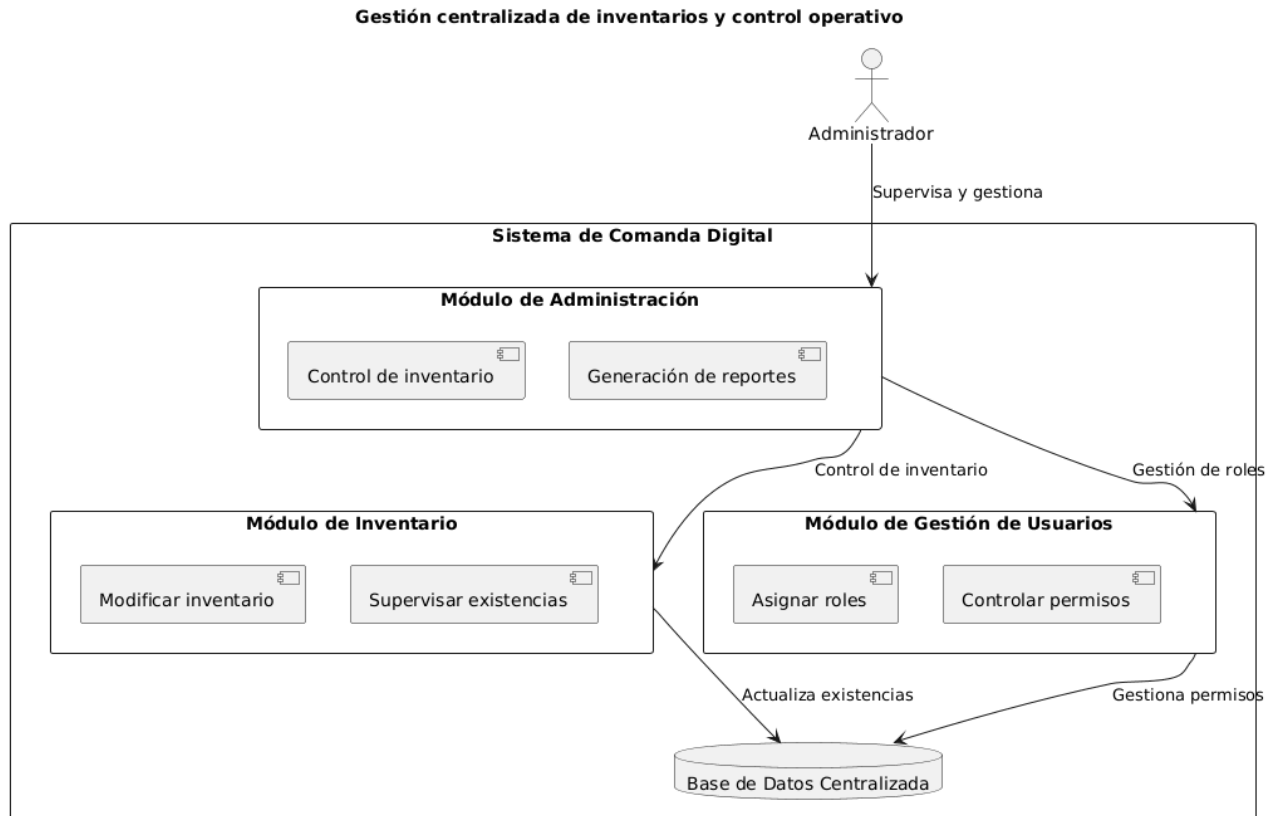 Gestión centralizada de inventarios y control operativo
Administrador
Supervisa y gestiona
Sistema de Comanda Digital
Módulo de Administración
Control de inventario
Generación de reportes
Control de inventario
Gestión de roles
Módulo de Inventario
Módulo de Gestión de Usuarios
Modificar inventario
Supervisar existencias
Asignar roles
Controlar permisos
Actualiza existencias
Gestiona permisos
Base de Datos Centralizada